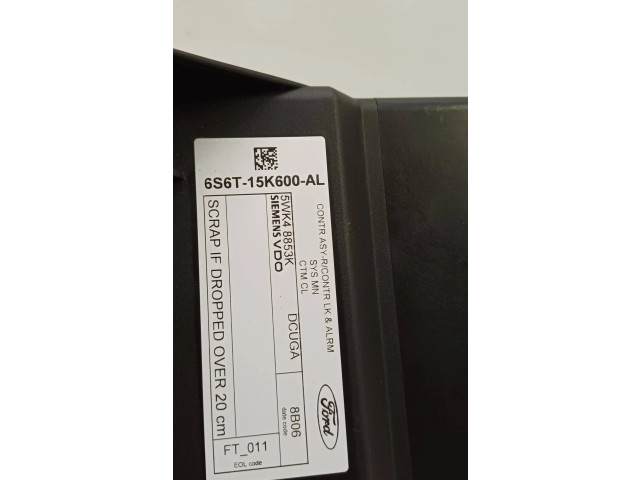 6S6T-15K600-AL
CONTR ASY-R/CONTR LK & ALRM
SYS MN
CTM CL
5WK4 8853K
SIEMENS VDO
DCUGA
8B06
date code
SCRAP IF DROPPED OVER 20 cm
FT_011
EOL code
Ford